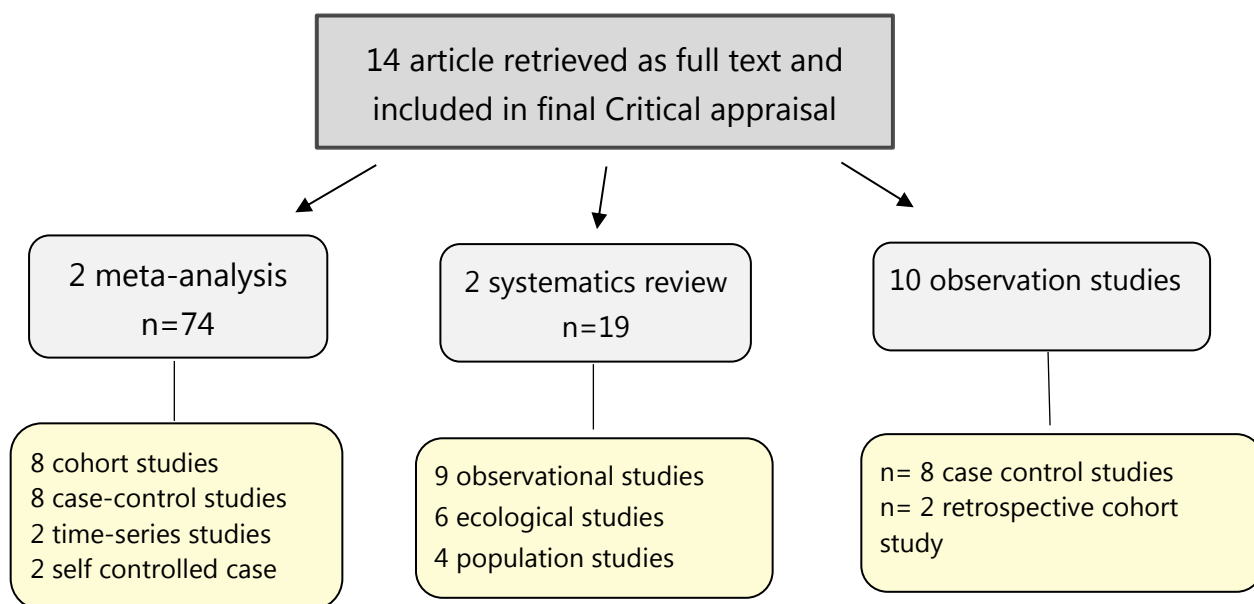 14 article retrieved as full text and
included in final Critical appraisal
2 meta-analysis
n=74
2 systematics review
n=19
10 observation studies
8 cohort studies
8 case-control studies
2 time-series studies
2 self controlled case
9 observational studies
6 ecological studies
4 population studies
n= 8 case control studies
n= 2 retrospective cohort
study